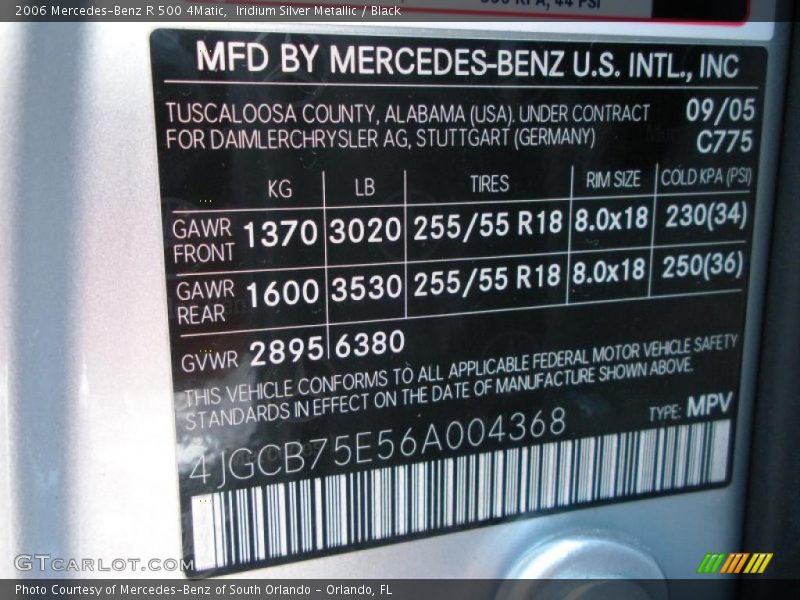 2006 Mercedes-Benz R 500 4Matic, Iridium Silver Metallic / Black
MFD BY MERCEDES-BENZ U.S. INTL., INC
TUSCALOOSA COUNTY, ALABAMA (USA). UNDER CONTRACT 09/05
FOR DAIMLERCHRYSLER AG, STUTTGART (GERMANY) C775
KG LB TIRES RIM SIZE COLD KPA (PSI)
GAWR FRONT 1370 3020 255/55 R18 8.0x18 230(34)
GAWR REAR 1600 3530 255/55 R18 8.0x18 250(36)
GVWR 2895 6380
THIS VEHICLE CONFORMS TO ALL APPLICABLE FEDERAL MOTOR VEHICLE SAFETY
STANDARDS IN EFFECT ON THE DATE OF MANUFACTURE SHOWN ABOVE.
4JGCB75E56A004368 TYPE: MPV
GTCARLOT.COM
Photo Courtesy of Mercedes-Benz of South Orlando - Orlando, FL